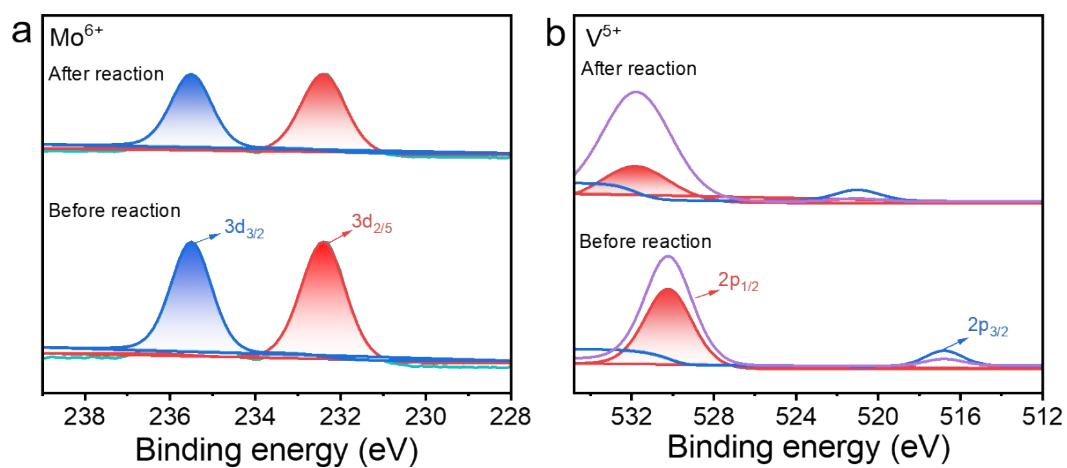 a
Mo⁶⁺
After reaction
Before reaction
3d₃/₂
3d₂/₅
238 236 234 232 230 228
Binding energy (eV)
b
V⁵⁺
After reaction
Before reaction
2p₁/₂
2p₃/₂
532 528 524 520 516 512
Binding energy (eV)